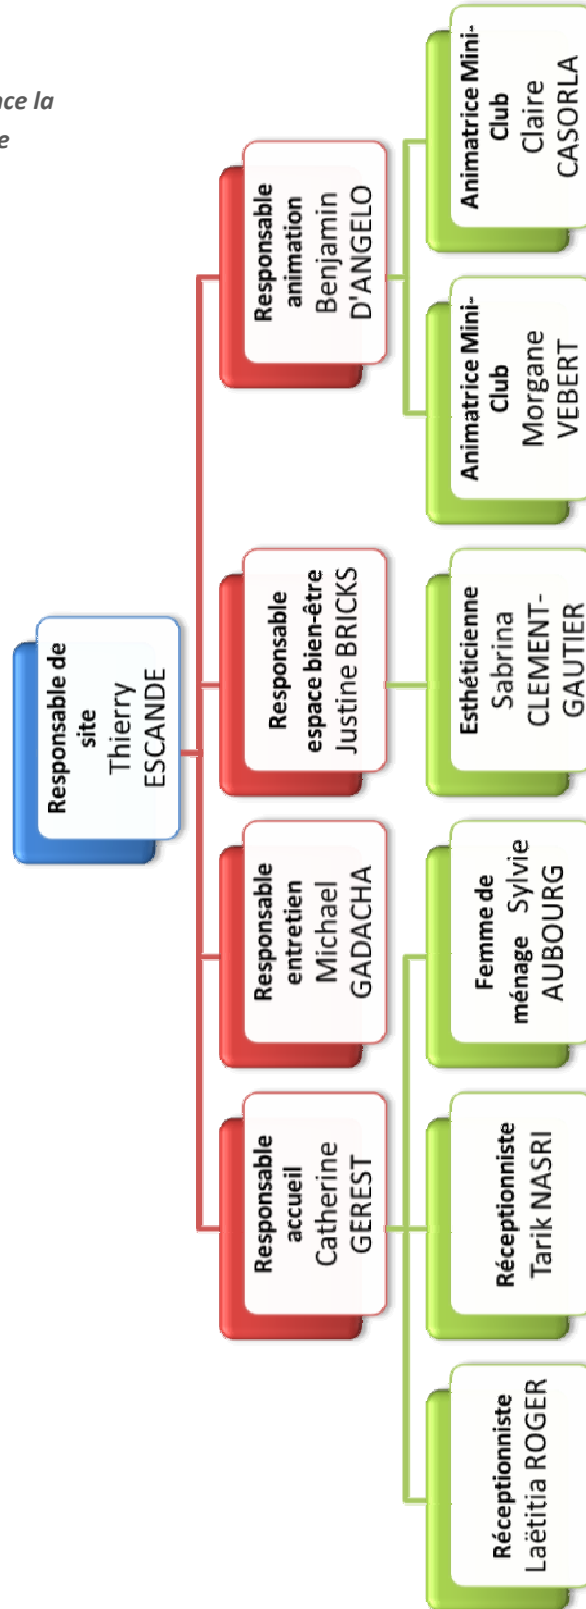 nce la
e
Responsable de
site
Thierry
ESCANDE
Responsable
accueil
Catherine
GEREST
Responsable
entretien
Michael
GADACHA
Responsable
espace bien-être
Justine BRICKS
Responsable
animation
Benjamin
D'ANGELO
Réceptionniste
Laëtitia ROGER
Réceptionniste
Tarik NASRI
Femme de
ménage Sylvie
AUBOURG
Esthéticienne
Sabrina
CLEMENT-
GAUTIER
Animatrice Mini-
Club
Morgane
VEBERT
Animatrice Mini-
Club
Claire
CASORLA